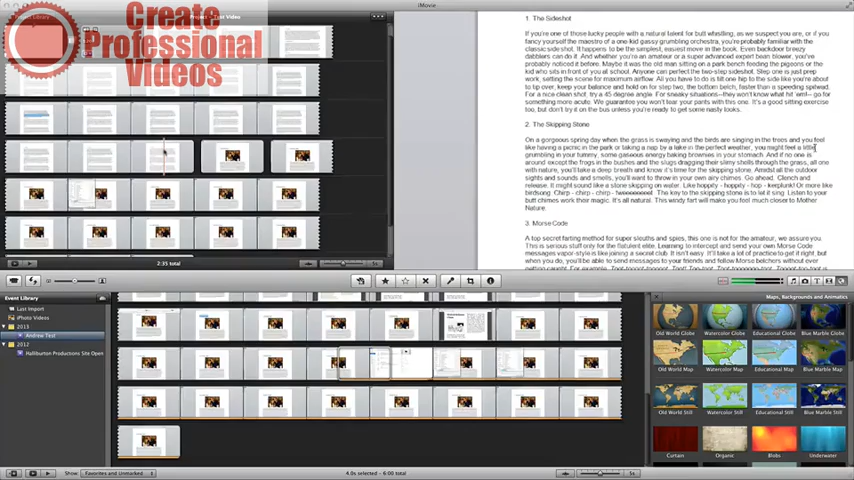 iMovie
Create
Professional
Videos
Project Library
Project - Test Video
1. The Sideshot
If you're one of those lucky people with a natural talent for butt whistling, as we suspect you are, or if you
fancy yourself the maestro of a one-kid gassy grumbling orchestra, you're probably familiar with the
classic side shot. It happens to be the simplest, easiest move in the book. Even backdoor breezy
dabblers can do it. And whether you're an amateur or a super advanced expert bean blower, you've
probably noticed it before. Maybe it was the old man sitting on a park bench feeding the pigeons or the
kid who sits in front of you at school. Anyone can perfect the two-step sideshot. Step one is just prep
work, setting the scenario for maximum flappage. All you have to do is tilt one hip to the side like you're about
to tip over, keep your balance and hold on for step two, the bottom belch, faster than a speeding spitwad.
For a nice clean shot, try a 45 degree angle. For sneaky situations--they won't know what hit 'em!-- go for
something more acute. We guarantee you won't tear your pants with this one. It's a good sitting exercise
too, but don't try it on the bus unless you're ready to get some nasty looks.
2. The Skipping Stone
On a gorgeous spring day when the grass is swaying and the birds are singing in the trees and you feel
like having a picnic in the park or taking a nap by a lake in the perfect weather, you might feel a little
grumbling in your tummy, some gaseous energy baking brownies in your stomach. And if no one is
around except the frogs in the bushes and the slugs dragging their slimy shells through the grass, all one
with nature, you'll take a deep breath and know it's time for the skipping stone. Amidst all the outdoor
sights and sounds and smells, you'll want to throw in your own airy chimes. Go ahead. Clench and
release. It might sound like a stone skipping on water. Like hoppity - hoppity - hop - kerplunk! Or more like
birdsong. Chirp - chirp - chirp - tweeeeeeeet. The key to the skipping stone is to let it sing. Listen to your
butt chimes work their magic. It's all natural. This windy fart will make you feel much closer to Mother
Nature.
3. Morse Code
A top secret farting method for super sleuths and spies, this one is not for the amateur, we assure you.
This is serious stuff only for the flatulent elite. Learning to intercept and send your own Morse Code
messages vapor-style is like joining a secret club. It isn't easy. It'll take a lot of practice to get it right, but
when you do, you'll be able to send messages to your friends and fellow Morse belchers without ever
2:35 total
5s
Event Library
Last Import
iPhoto Videos
2013
Andrew Test
2012
Halliburton Productions Site Open
Maps, Backgrounds and Animatics
Old World Globe
Watercolor Globe
Educational Globe
Blue Marble Globe
Old World Map
Watercolor Map
Educational Map
Blue Marble Map
Old World Still
Watercolor Still
Educational Still
Blue Marble Still
Curtain
Organic
Blobs
Underwater
Show:
Favorites and Unmarked
4.0s selected - 6:00 total
5s